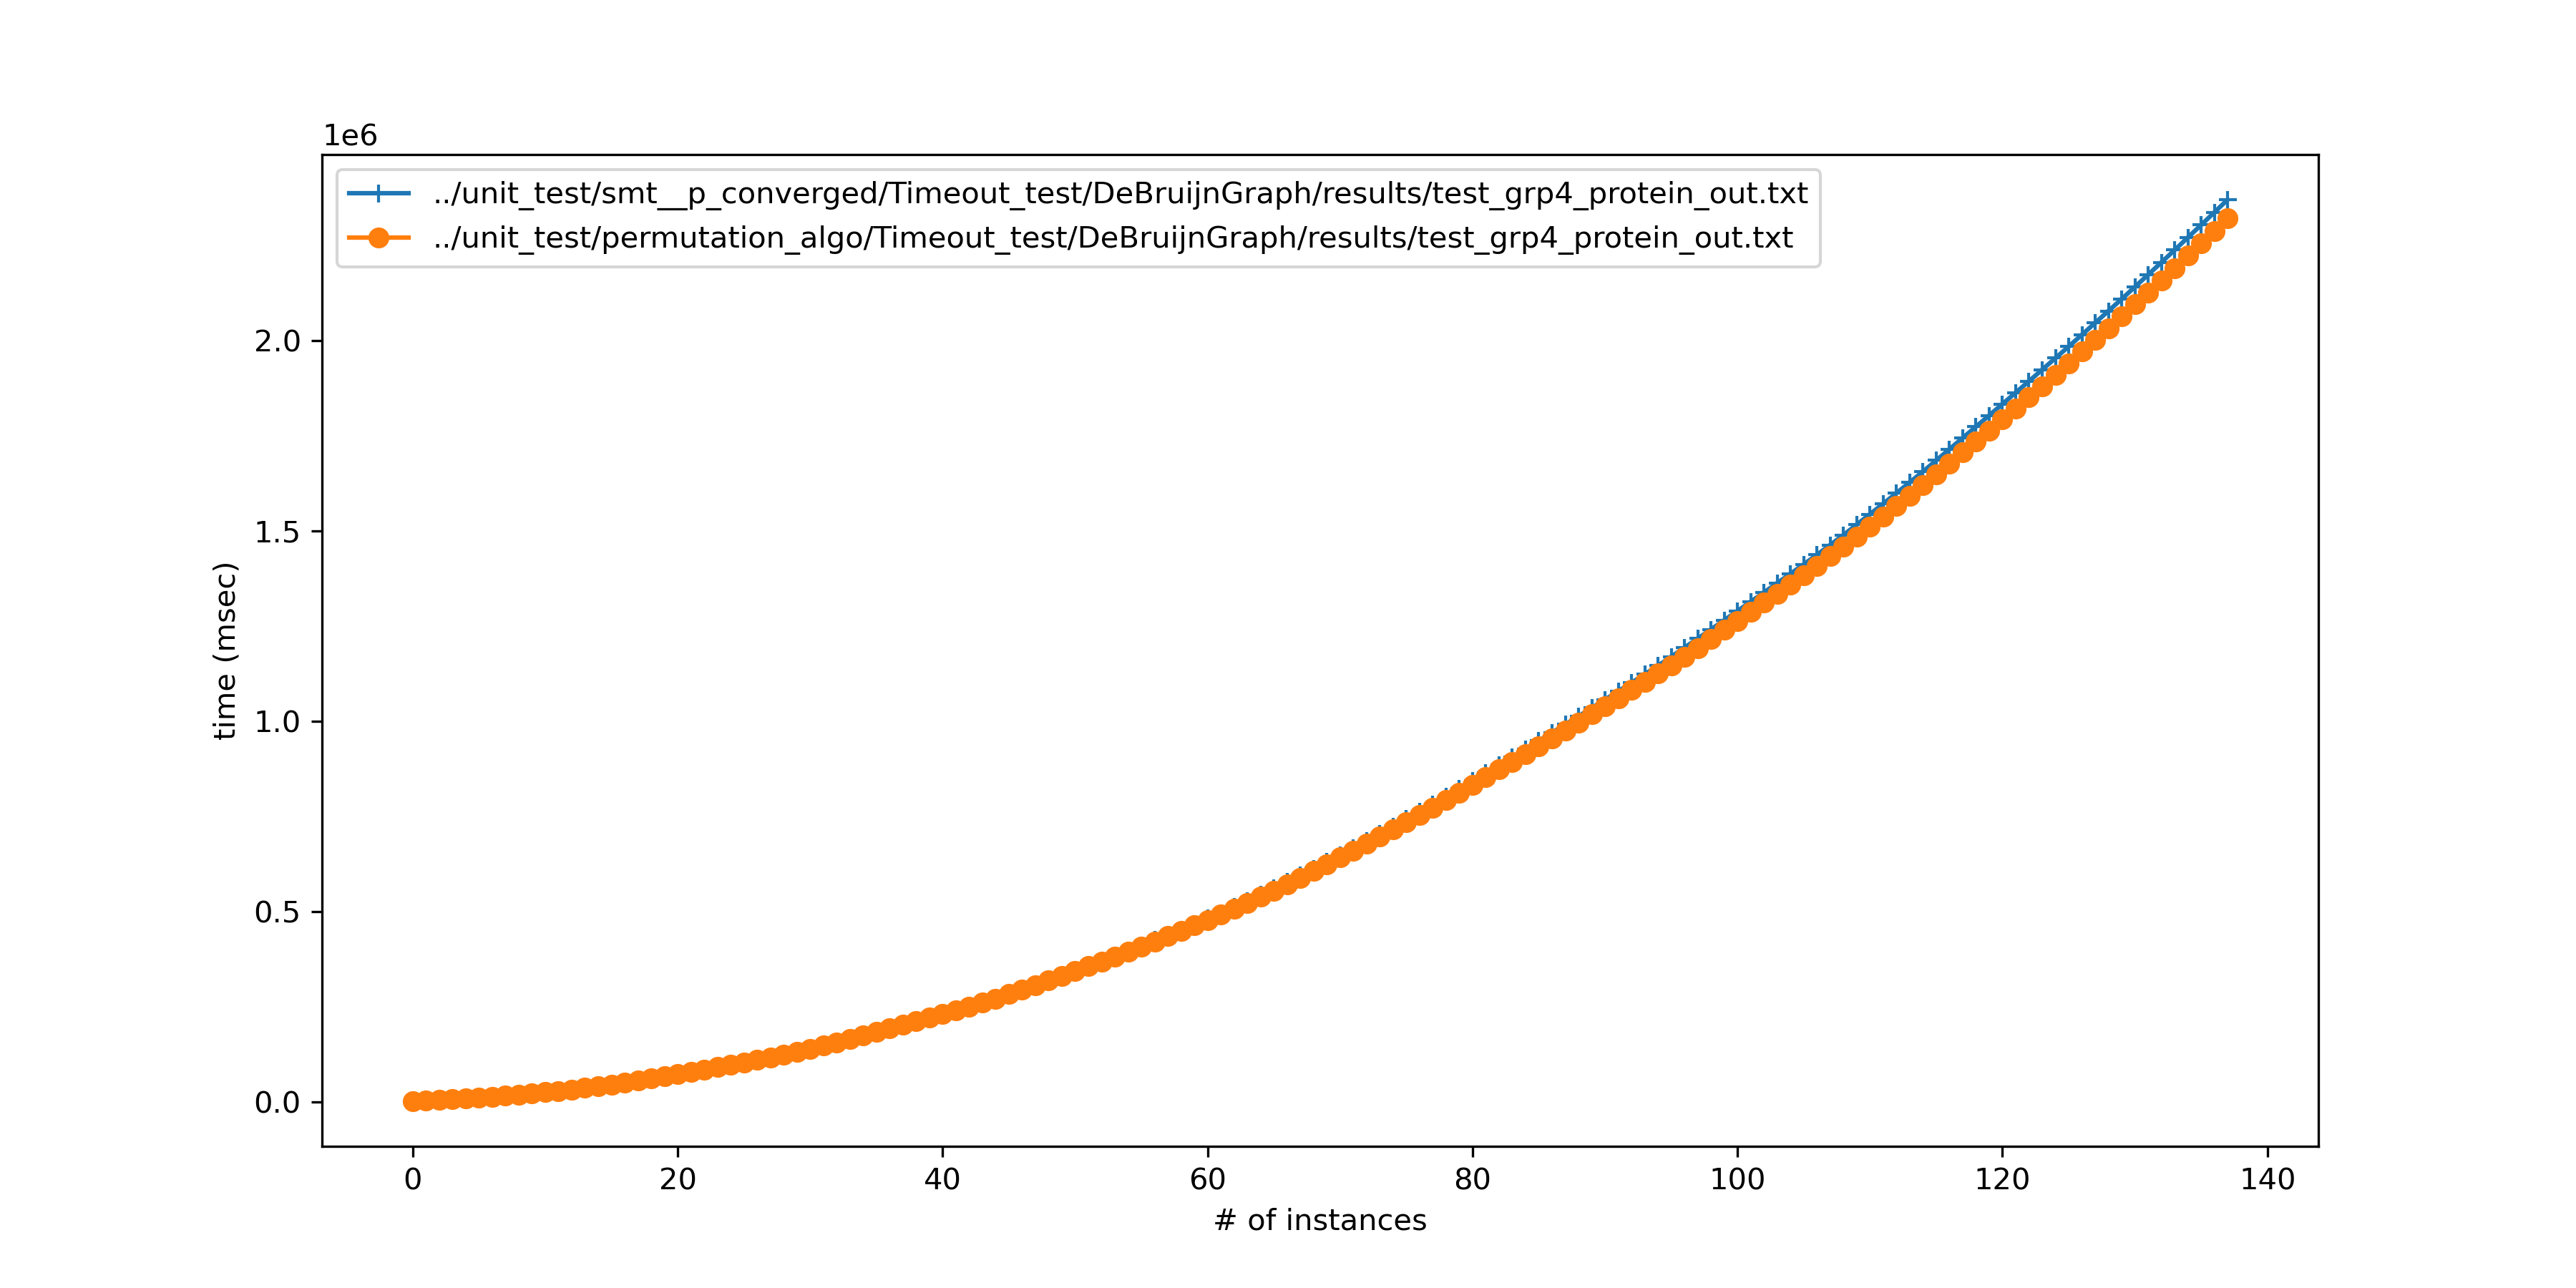 1e6
../unit_test/smt__p_converged/Timeout_test/DeBruijnGraph/results/test_grp4_protein_out.txt
../unit_test/permutation_algo/Timeout_test/DeBruijnGraph/results/test_grp4_protein_out.txt
2.0
1.5
1.0
0.5
0.0
time (msec)
0 20 40 60 80 100 120 140
# of instances